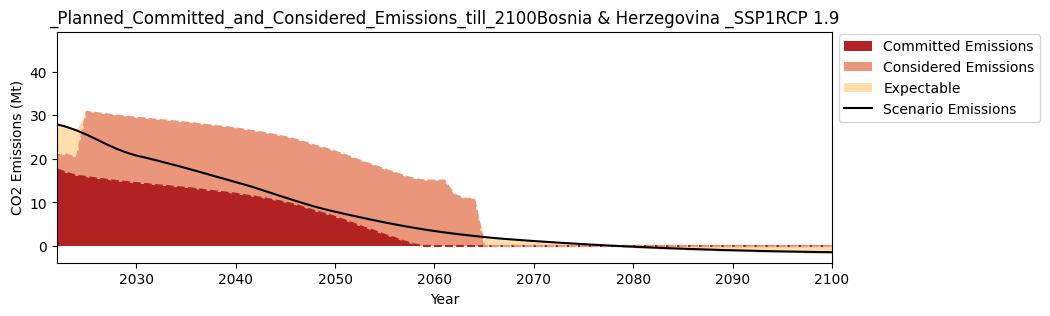 _Planned_Committed_and_Considered_Emissions_till_2100Bosnia & Herzegovina _SSP1RCP 1.9
Committed Emissions
Considered Emissions
Expectable
Scenario Emissions
CO2 Emissions (Mt)
40
30
20
10
0
2030 2040 2050 2060 2070 2080 2090 2100
Year